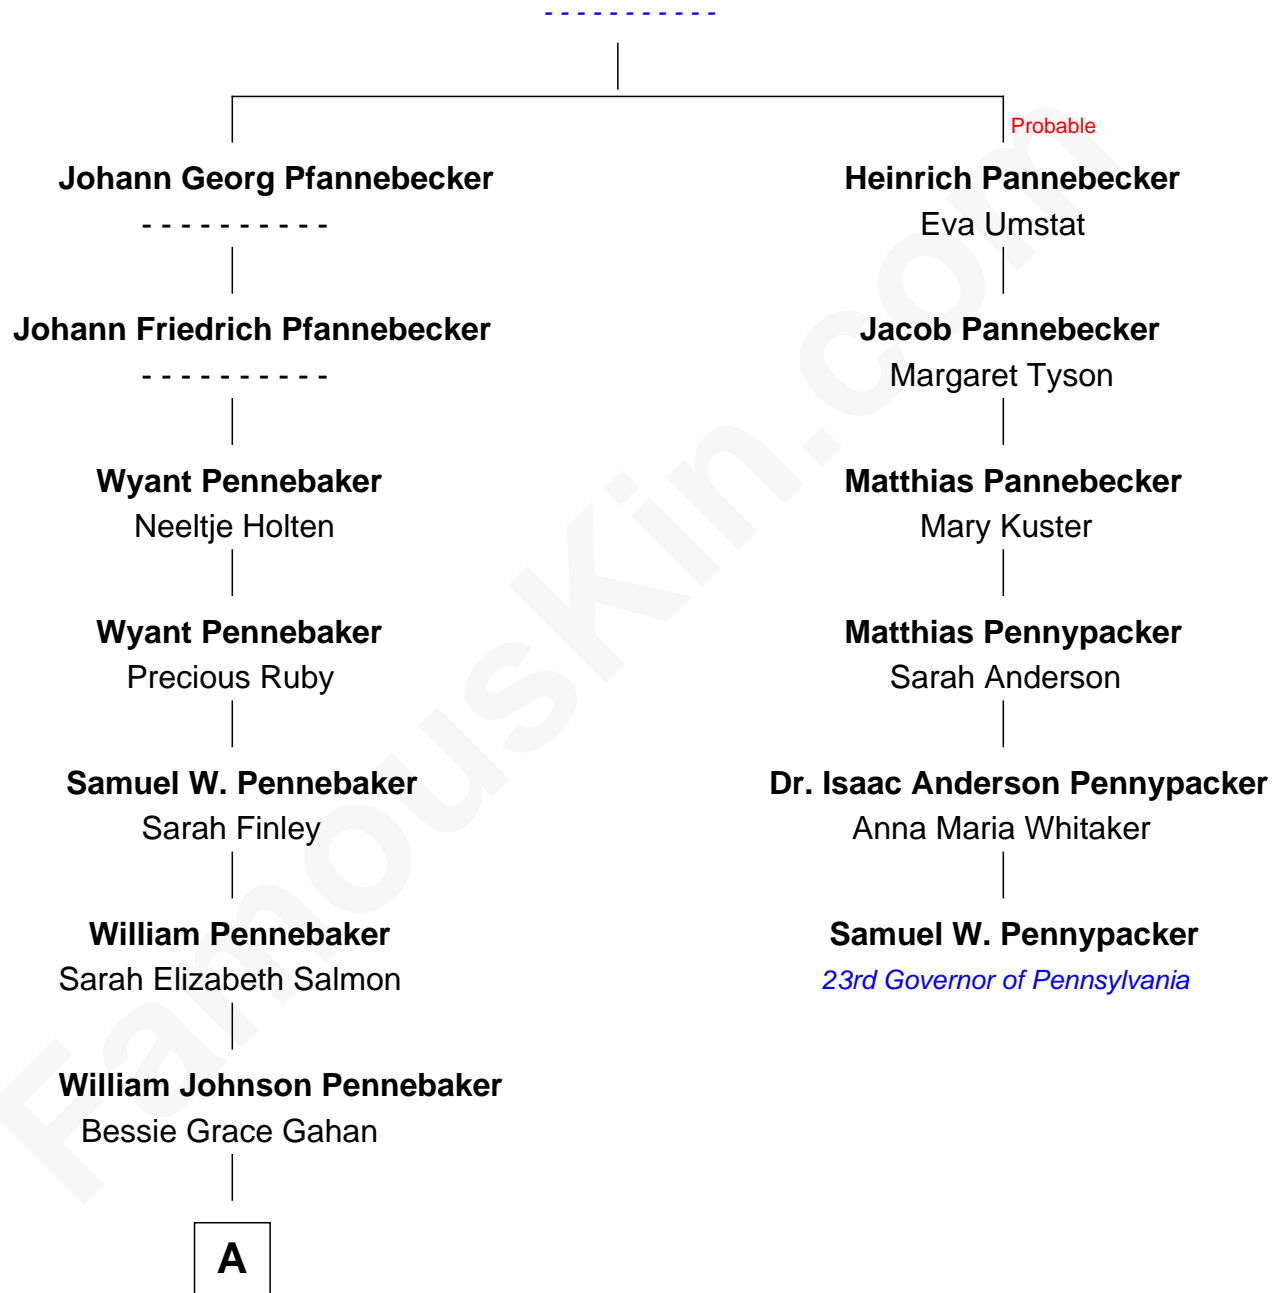 - - - - - - - - - - -
Probable
Johann Georg Pfannebecker
- - - - - - - - - -
Heinrich Pannebecker
Eva Umstat
Johann Friedrich Pfannebecker
- - - - - - - - - -
Jacob Pannebecker
Margaret Tyson
Wyant Pennebaker
Neeltje Holten
Matthias Pannebecker
Mary Kuster
Wyant Pennebaker
Precious Ruby
Matthias Pennypacker
Sarah Anderson
Samuel W. Pennebaker
Sarah Finley
Dr. Isaac Anderson Pennypacker
Anna Maria Whitaker
William Pennebaker
Sarah Elizabeth Salmon
Samuel W. Pennypacker
23rd Governor of Pennsylvania
William Johnson Pennebaker
Bessie Grace Gahan
A
FamousKin.com